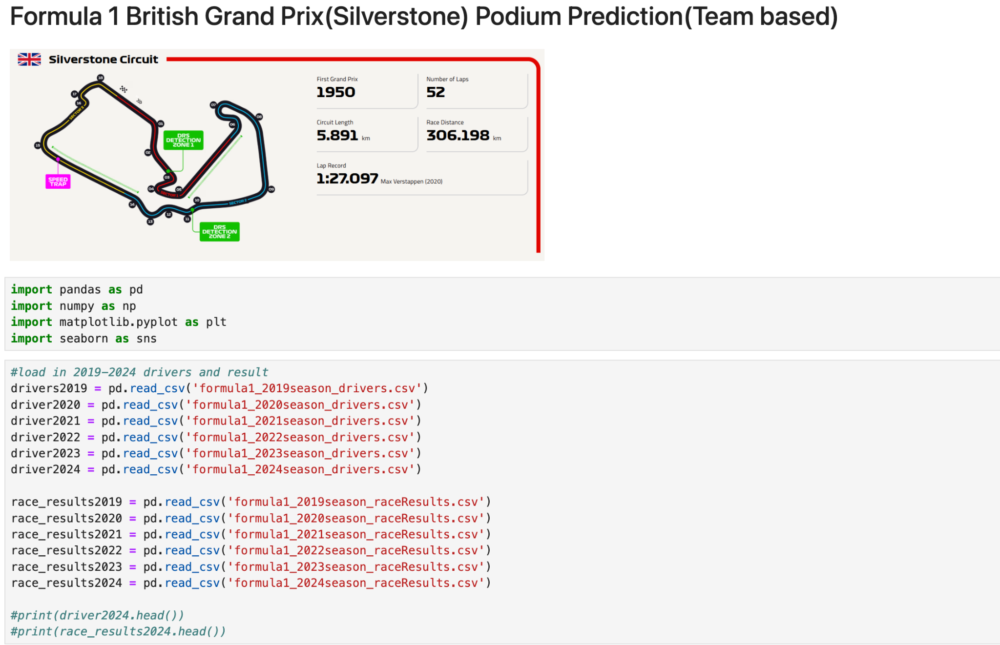 Formula 1 British Grand Prix(Silverstone) Podium Prediction(Team based)
Silverstone Circuit
First Grand Prix
1950
Number of Laps
52
Circuit Length
5.891 km
Race Distance
306.198 km
Lap Record
1:27.097 Max Verstappen (2020)
18
17
16
SECTOR 3
15
SPEED
TRAP
14
13
12
11
10
DRS
DETECTION
ZONE 2
SECTOR 2
09
08
07
06
05
SECTOR 1
04
03
02
01
DRS
DETECTION
ZONE 1
import pandas as pd
import numpy as np
import matplotlib.pyplot as plt
import seaborn as sns
#load in 2019-2024 drivers and result
drivers2019 = pd.read_csv('formula1_2019season_drivers.csv')
driver2020 = pd.read_csv('formula1_2020season_drivers.csv')
driver2021 = pd.read_csv('formula1_2021season_drivers.csv')
driver2022 = pd.read_csv('formula1_2022season_drivers.csv')
driver2023 = pd.read_csv('formula1_2023season_drivers.csv')
driver2024 = pd.read_csv('formula1_2024season_drivers.csv')
race_results2019 = pd.read_csv('formula1_2019season_raceResults.csv')
race_results2020 = pd.read_csv('formula1_2020season_raceResults.csv')
race_results2021 = pd.read_csv('formula1_2021season_raceResults.csv')
race_results2022 = pd.read_csv('formula1_2022season_raceResults.csv')
race_results2023 = pd.read_csv('formula1_2023season_raceResults.csv')
race_results2024 = pd.read_csv('formula1_2024season_raceResults.csv')
#print(driver2024.head())
#print(race_results2024.head())